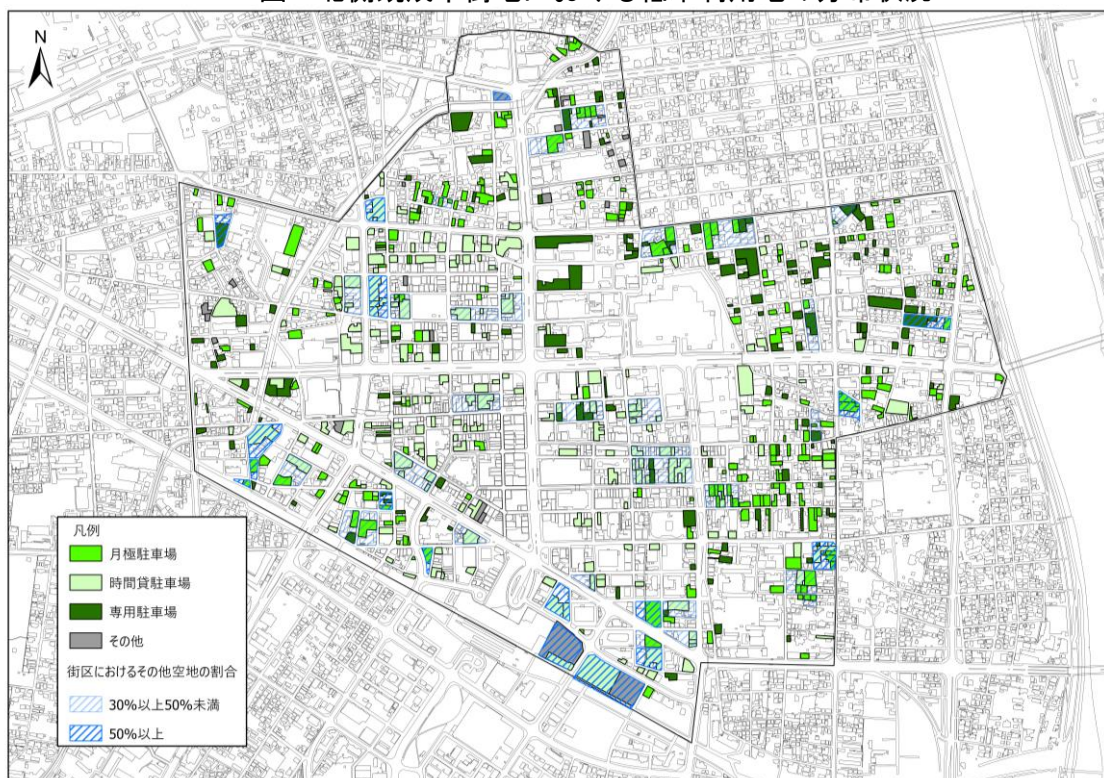 N
凡例
月極駐車場
時間貸駐車場
専用駐車場
その他
街区におけるその他空地の割合
30%以上50%未満
50%以上